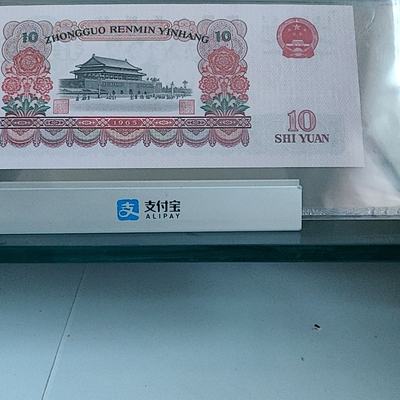 10 ZHONGGUO RENMIN YINHANG 10
1965
10
SHI YUAN
支付宝
ALIPAY